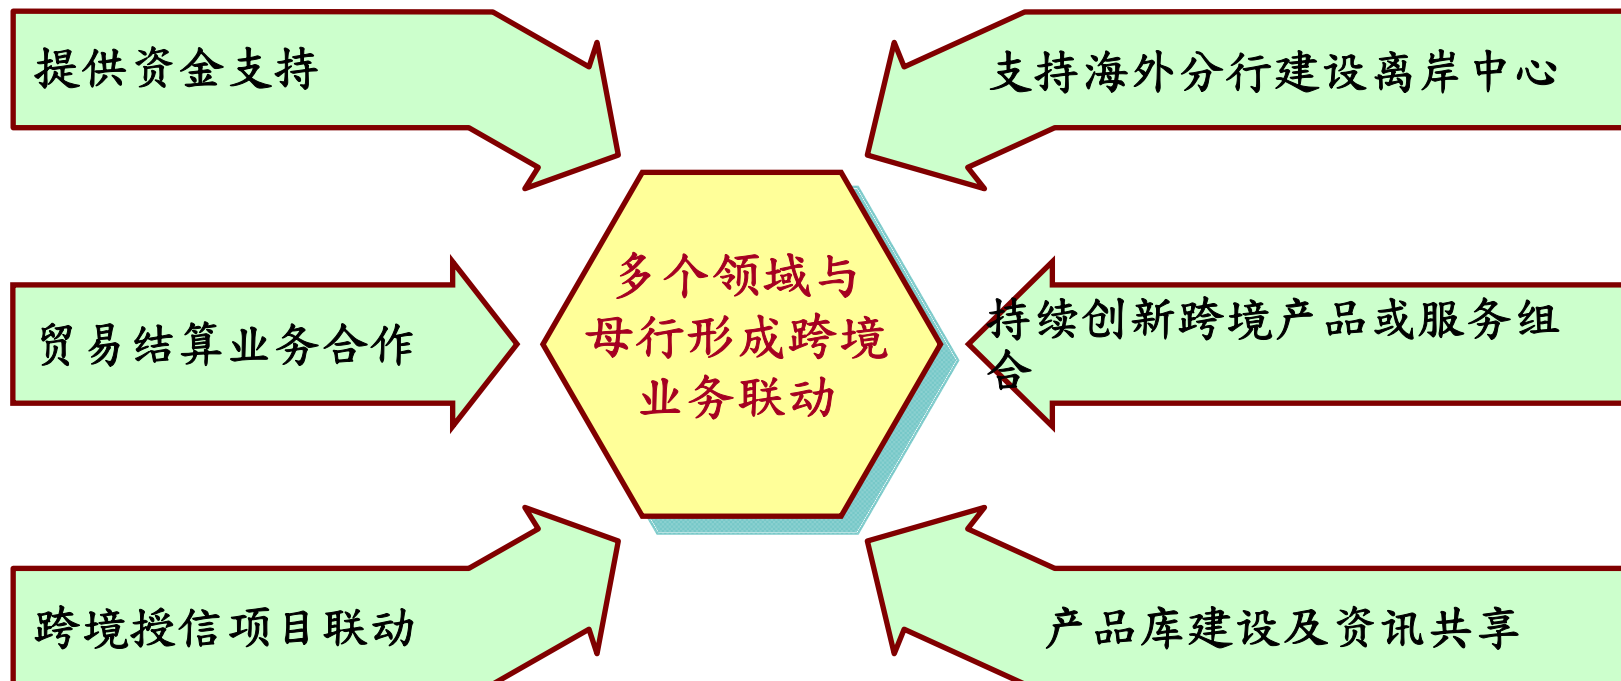 提供资金支持
支持海外分行建设离岸中心
多个领域与
母行形成跨境
业务联动
贸易结算业务合作
持续创新跨境产品或服务组
合
跨境授信项目联动
产品库建设及资讯共享